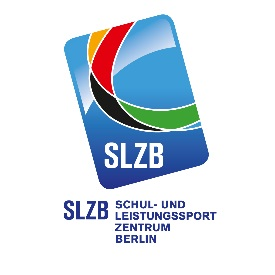 SLZB
SLZB SCHUL- UND
LEISTUNGSSPORT
ZENTRUM
BERLIN